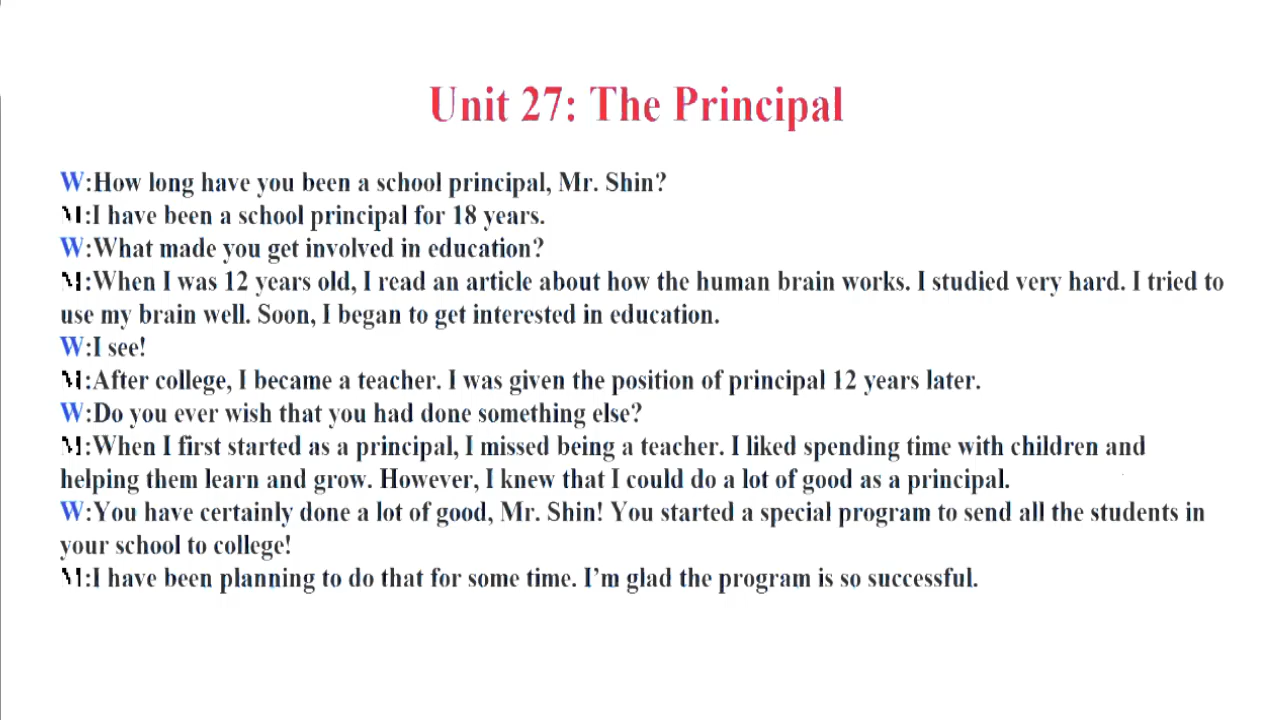 Unit 27: The Principal
W:How long have you been a school principal, Mr. Shin?
M:I have been a school principal for 18 years.
W:What made you get involved in education?
M:When I was 12 years old, I read an article about how the human brain works. I studied very hard. I tried to
use my brain well. Soon, I began to get interested in education.
W:I see!
M:After college, I became a teacher. I was given the position of principal 12 years later.
W:Do you ever wish that you had done something else?
M:When I first started as a principal, I missed being a teacher. I liked spending time with children and
helping them learn and grow. However, I knew that I could do a lot of good as a principal.
W:You have certainly done a lot of good, Mr. Shin! You started a special program to send all the students in
your school to college!
M:I have been planning to do that for some time. I’m glad the program is so successful.